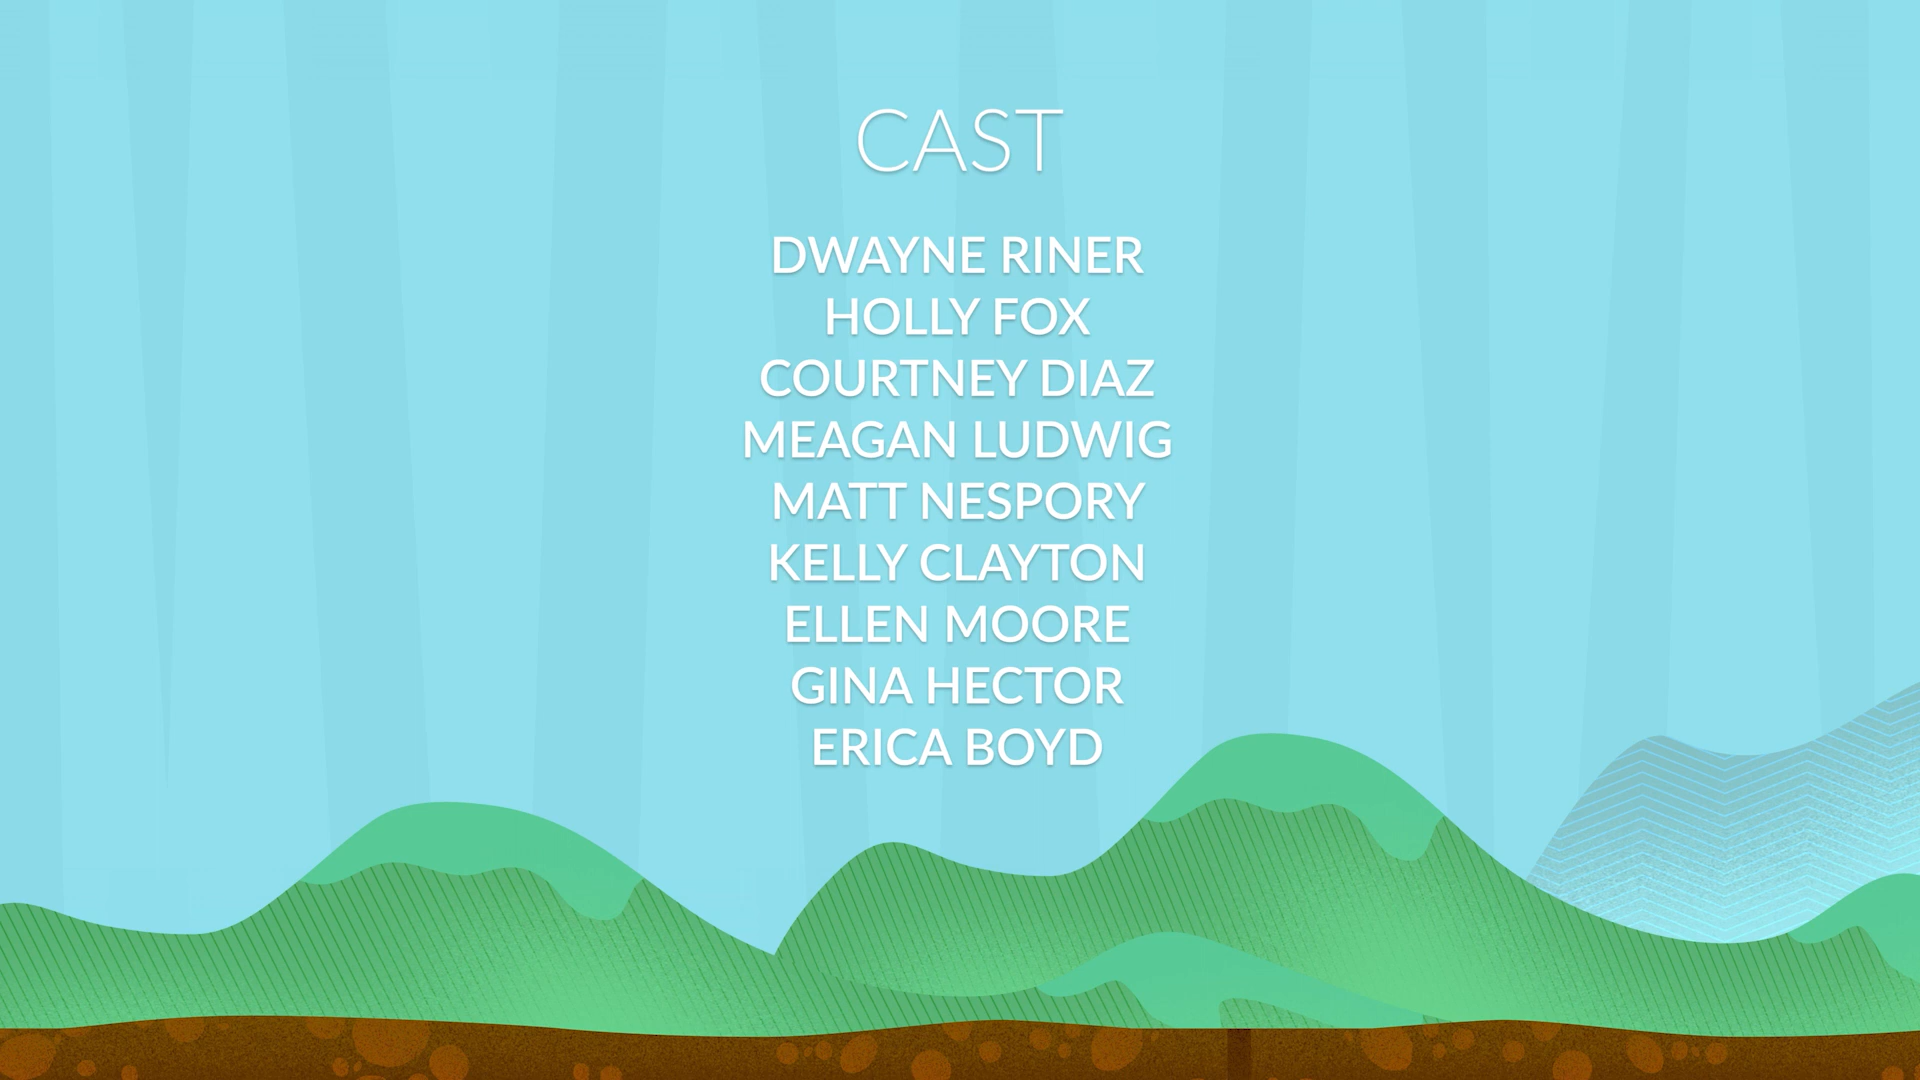 CAST
DWAYNE RINER
HOLLY FOX
COURTNEY DIAZ
MEAGAN LUDWIG
MATT NESPORY
KELLY CLAYTON
ELLEN MOORE
GINA HECTOR
ERICA BOYD